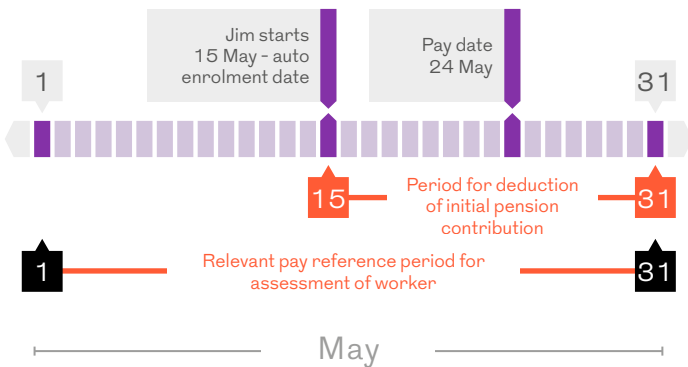 Jim starts
15 May - auto
enrolment date
Pay date
24 May
1
31
15
Period for deduction
of initial pension
contribution
31
1
Relevant pay reference period for
assessment of worker
31
May